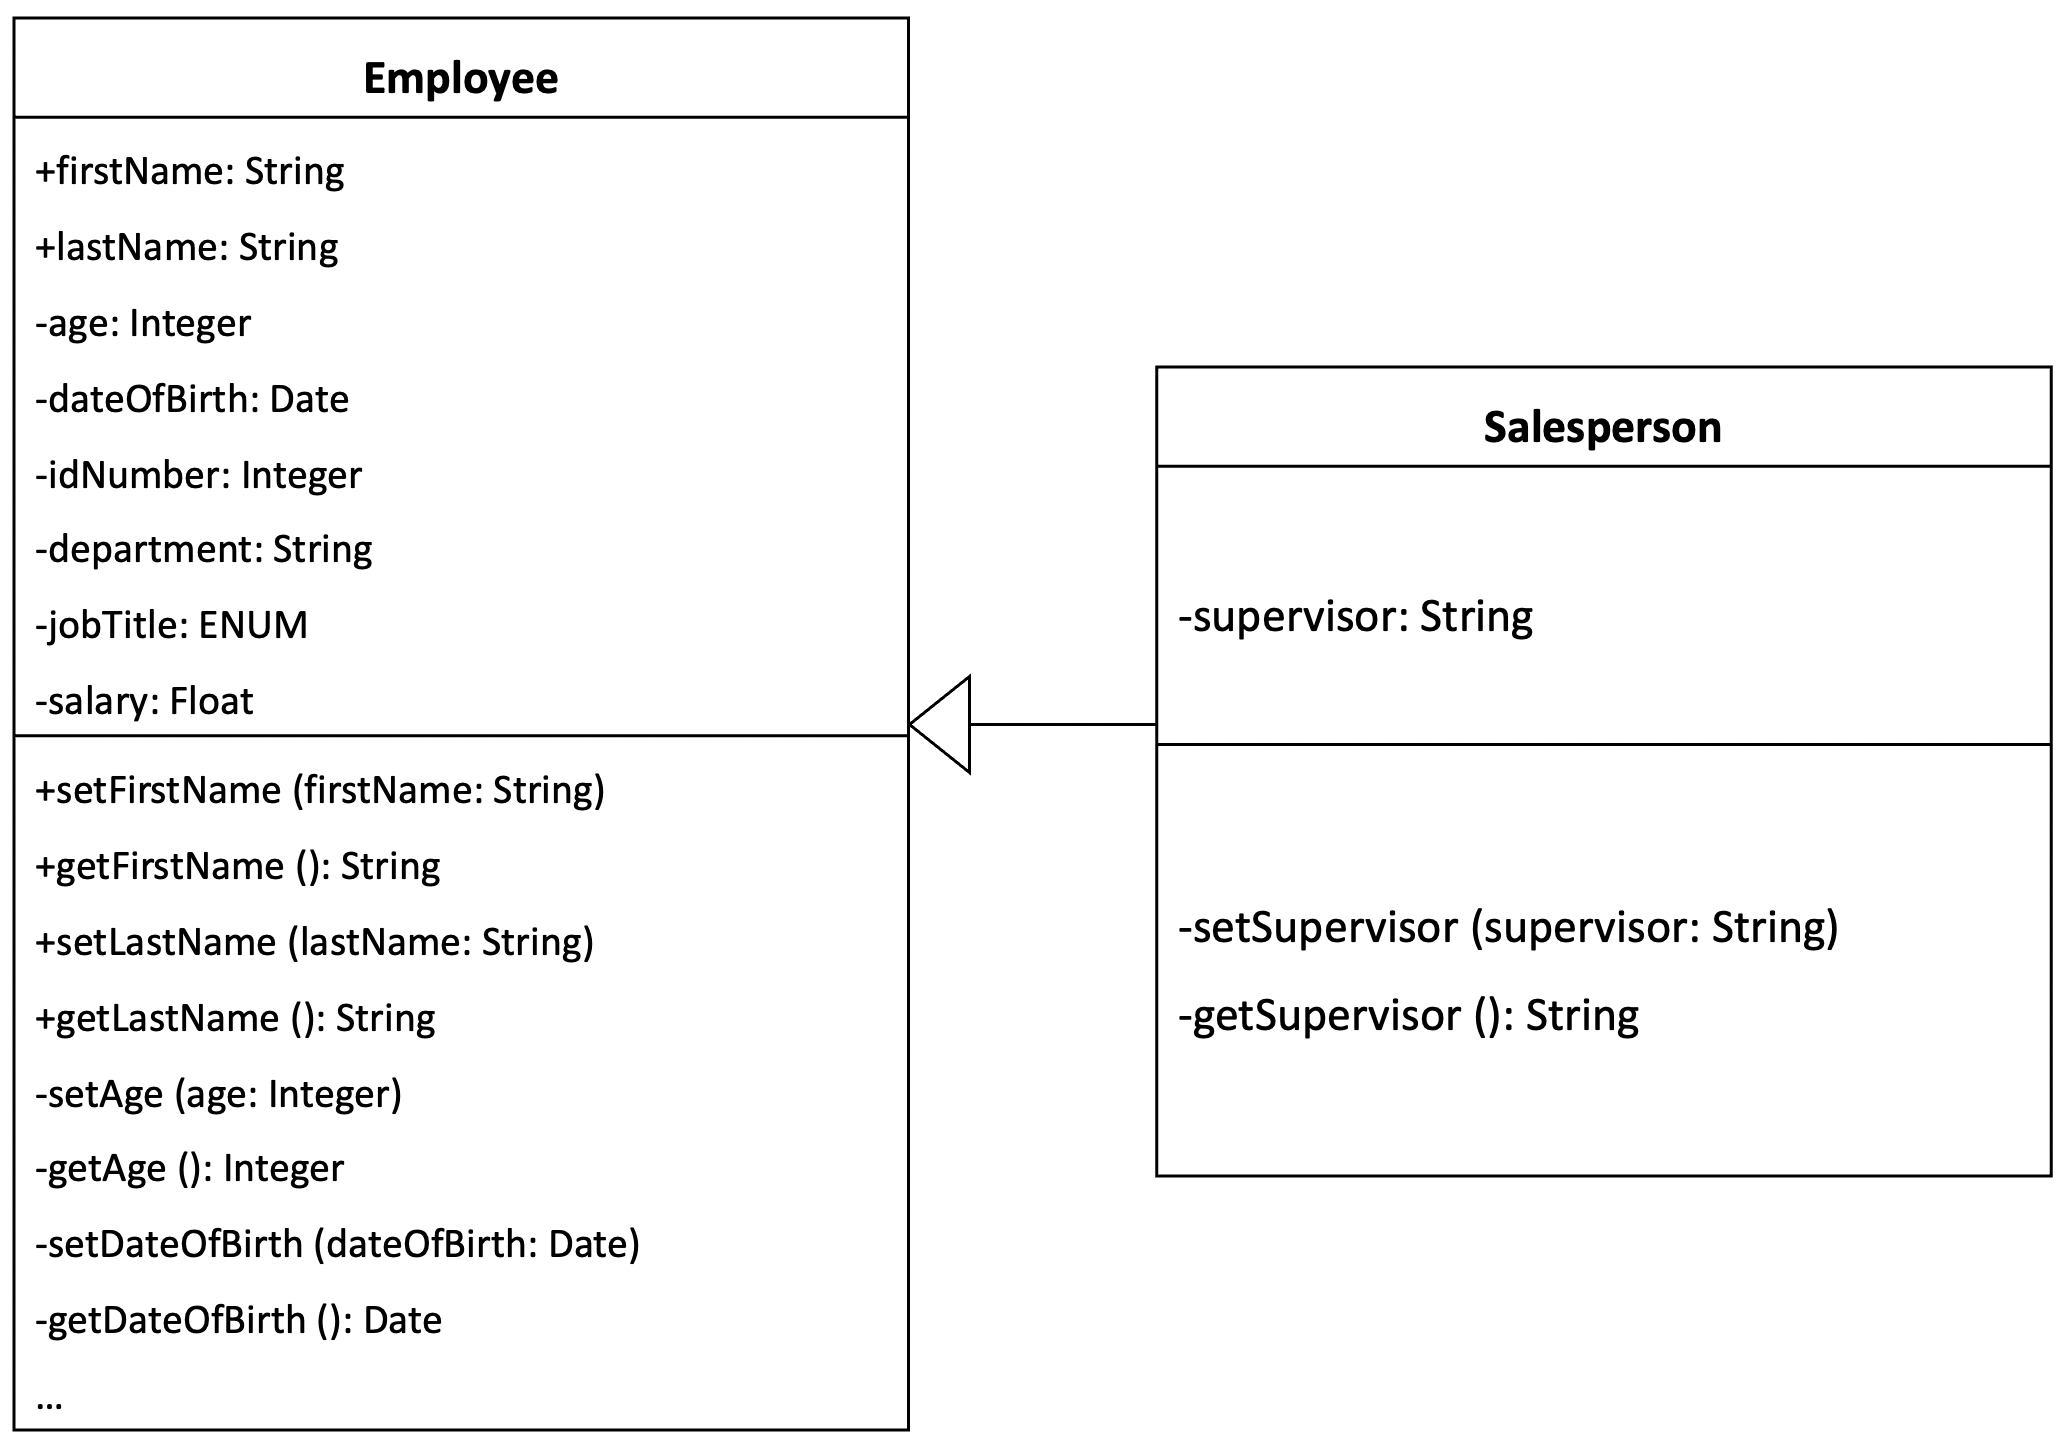 Employee
+firstName: String
+lastName: String
-age: Integer
-dateOfBirth: Date
-idNumber: Integer
-department: String
-jobTitle: ENUM
-salary: Float
+setFirstName (firstName: String)
+getFirstName (): String
+setLastName (lastName: String)
+getLastName (): String
-setAge (age: Integer)
-getAge (): Integer
-setDateOfBirth (dateOfBirth: Date)
-getDateOfBirth (): Date
...
Salesperson
-supervisor: String
-setSupervisor (supervisor: String)
-getSupervisor (): String